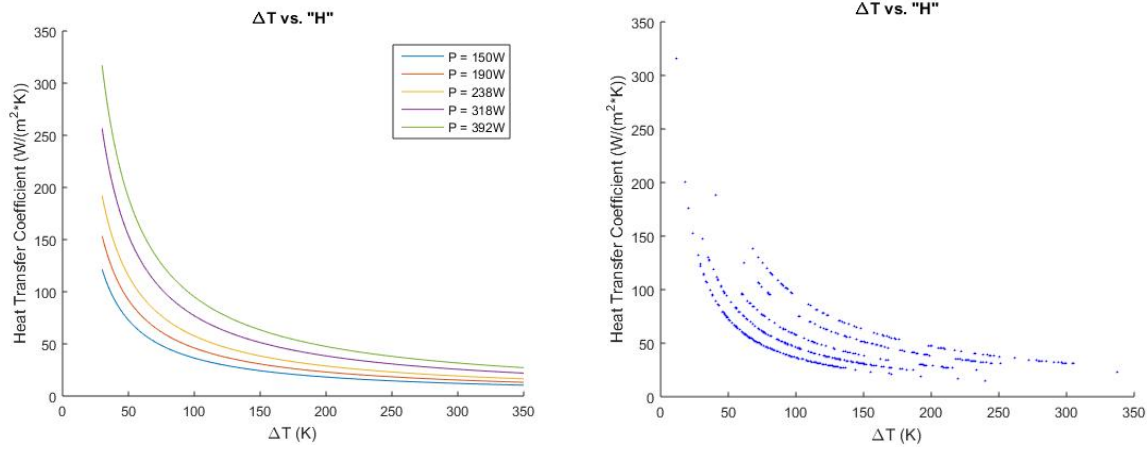 ΔT vs. "H"
350
300
250
200
150
100
50
0
Heat Transfer Coefficient (W/(m²*K))
P = 150W
P = 190W
P = 238W
P = 318W
P = 392W
0 50 100 150 200 250 300 350
ΔT (K)
ΔT vs. "H"
350
300
250
200
150
100
50
0
Heat Transfer Coefficient (W/(m²*K))
0 50 100 150 200 250 300 350
ΔT (K)